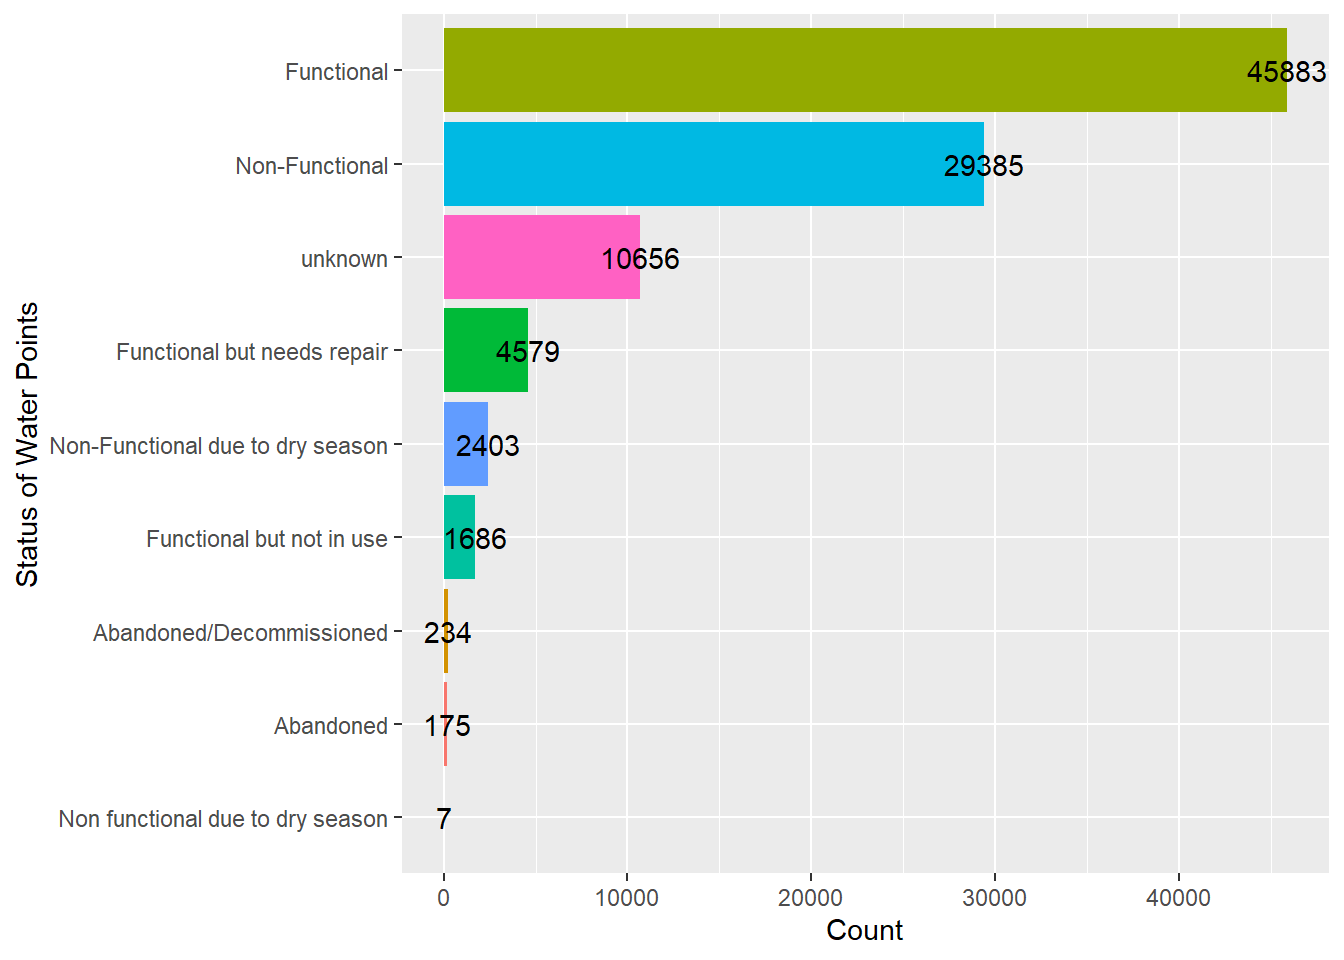 Status of Water Points
Functional
45883
Non-Functional
29385
unknown
10656
Functional but needs repair
4579
Non-Functional due to dry season
2403
Functional but not in use
1686
Abandoned/Decommissioned
234
Abandoned
175
Non functional due to dry season
7
0 10000 20000 30000 40000
Count